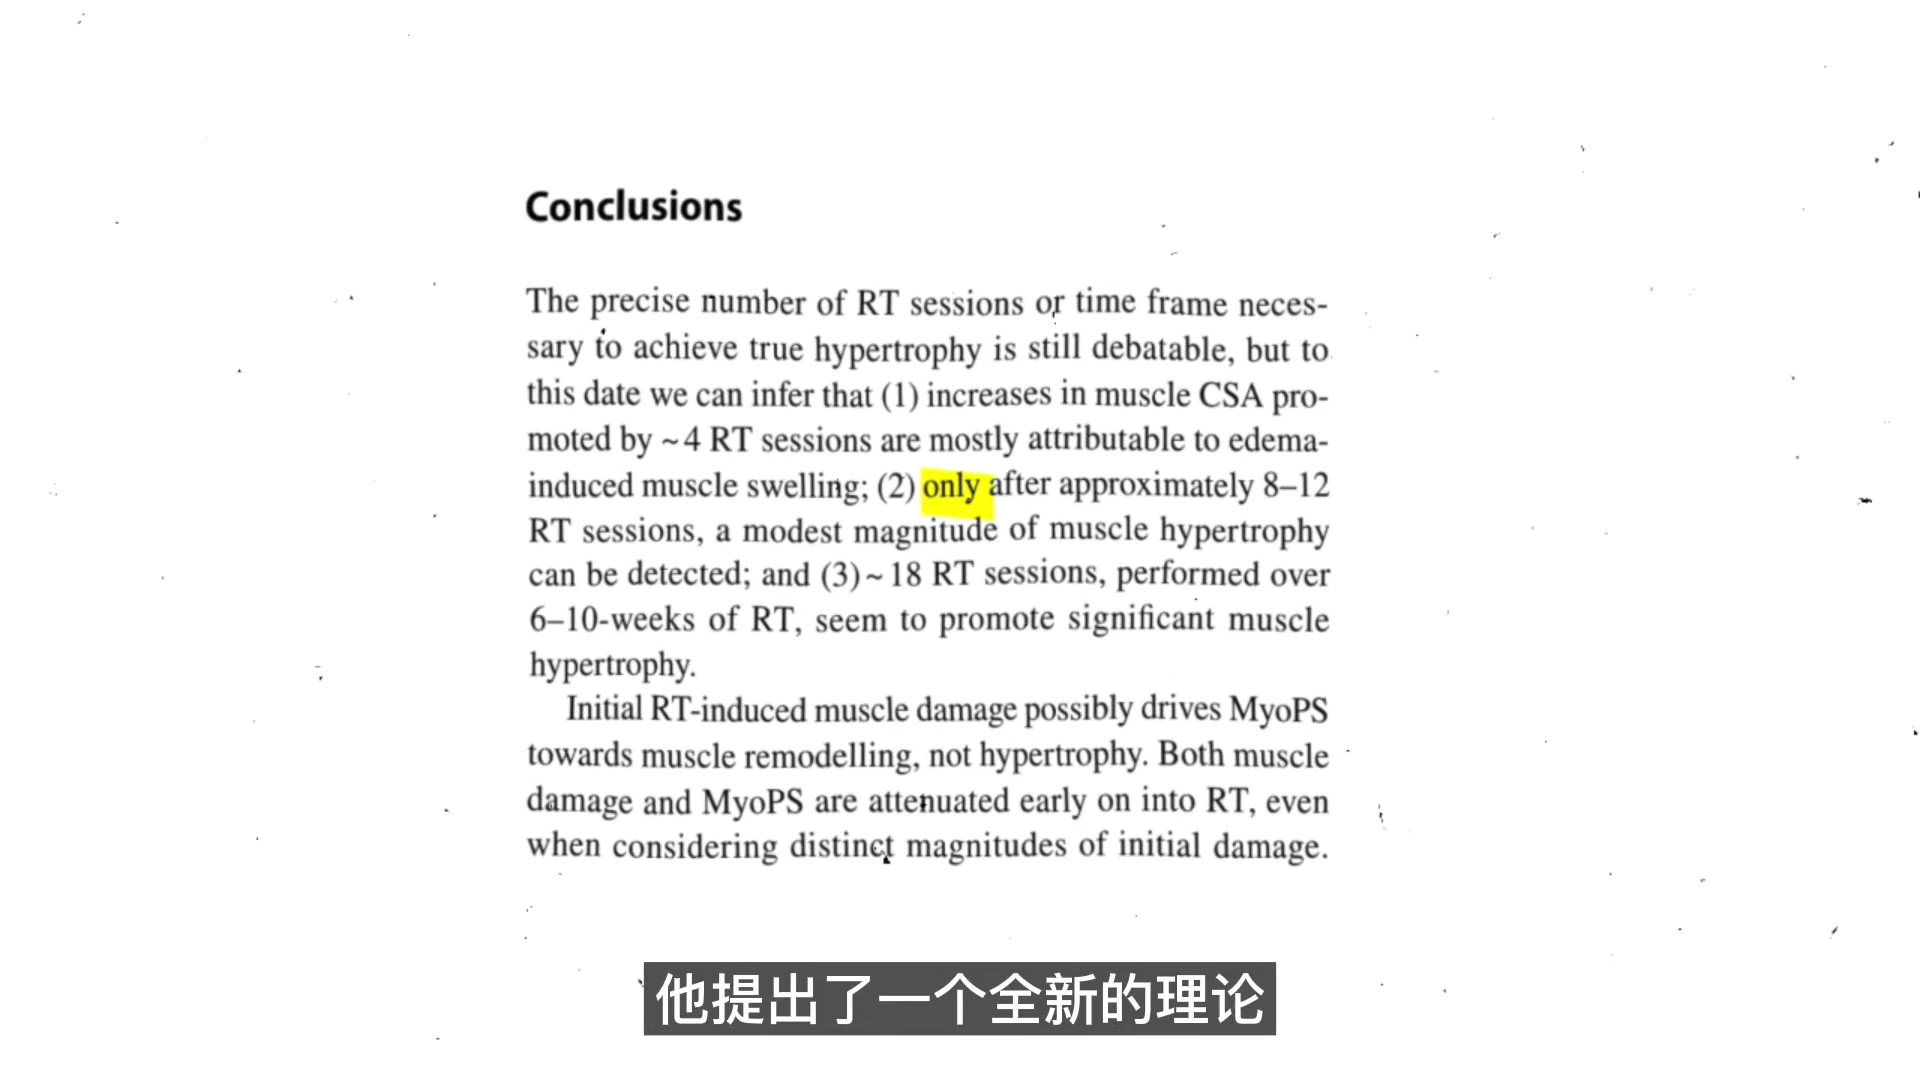 Conclusions
The precise number of RT sessions or time frame neces-
sary to achieve true hypertrophy is still debatable, but to
this date we can infer that (1) increases in muscle CSA pro-
moted by ~4 RT sessions are mostly attributable to edema-
induced muscle swelling; (2) only after approximately 8–12
RT sessions, a modest magnitude of muscle hypertrophy
can be detected; and (3) ~ 18 RT sessions, performed over
6–10-weeks of RT, seem to promote significant muscle
hypertrophy.
Initial RT-induced muscle damage possibly drives MyoPS
towards muscle remodelling, not hypertrophy. Both muscle
damage and MyoPS are attenuated early on into RT, even
when considering distinct magnitudes of initial damage.
他提出了一个全新的理论